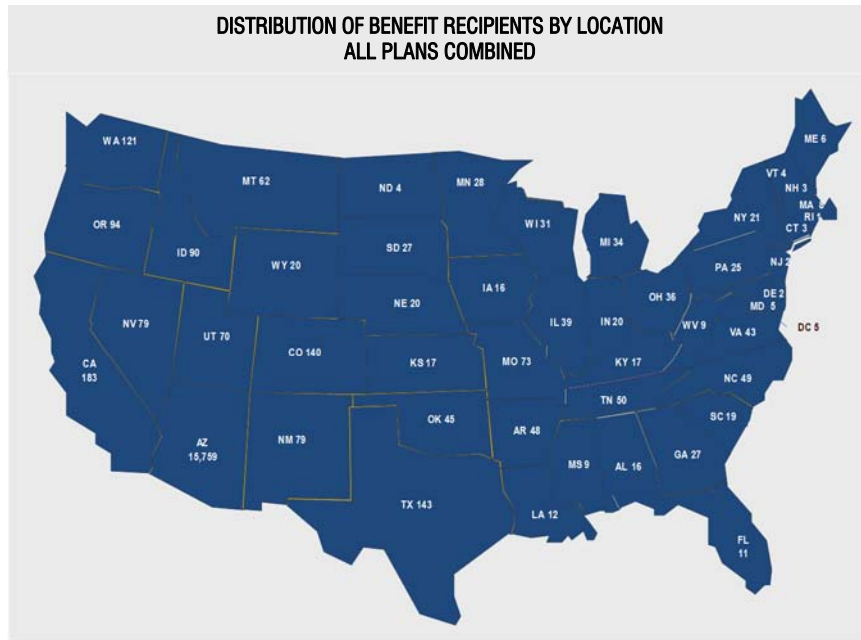 DISTRIBUTION OF BENEFIT RECIPIENTS BY LOCATION
ALL PLANS COMBINED
WA 121
MT 62
ND 4
MN 28
ME 6
VT 4
NH 3
MA
RI
CT 3
NY 21
OR 94
ID 90
WY 20
SD 27
WI 31
MI 34
PA 25
NJ 2
IA 16
NE 20
OH 36
DE 2
MD 5
DC 5
NV 79
UT 70
CO 140
KS 17
MO 73
IL 39
IN 20
WV 9
VA 43
KY 17
CA
183
NC 49
TN 50
SC 19
AZ
15,759
NM 79
OK 45
AR 48
MS 9
AL 16
GA 27
TX 143
LA 12
FL
11